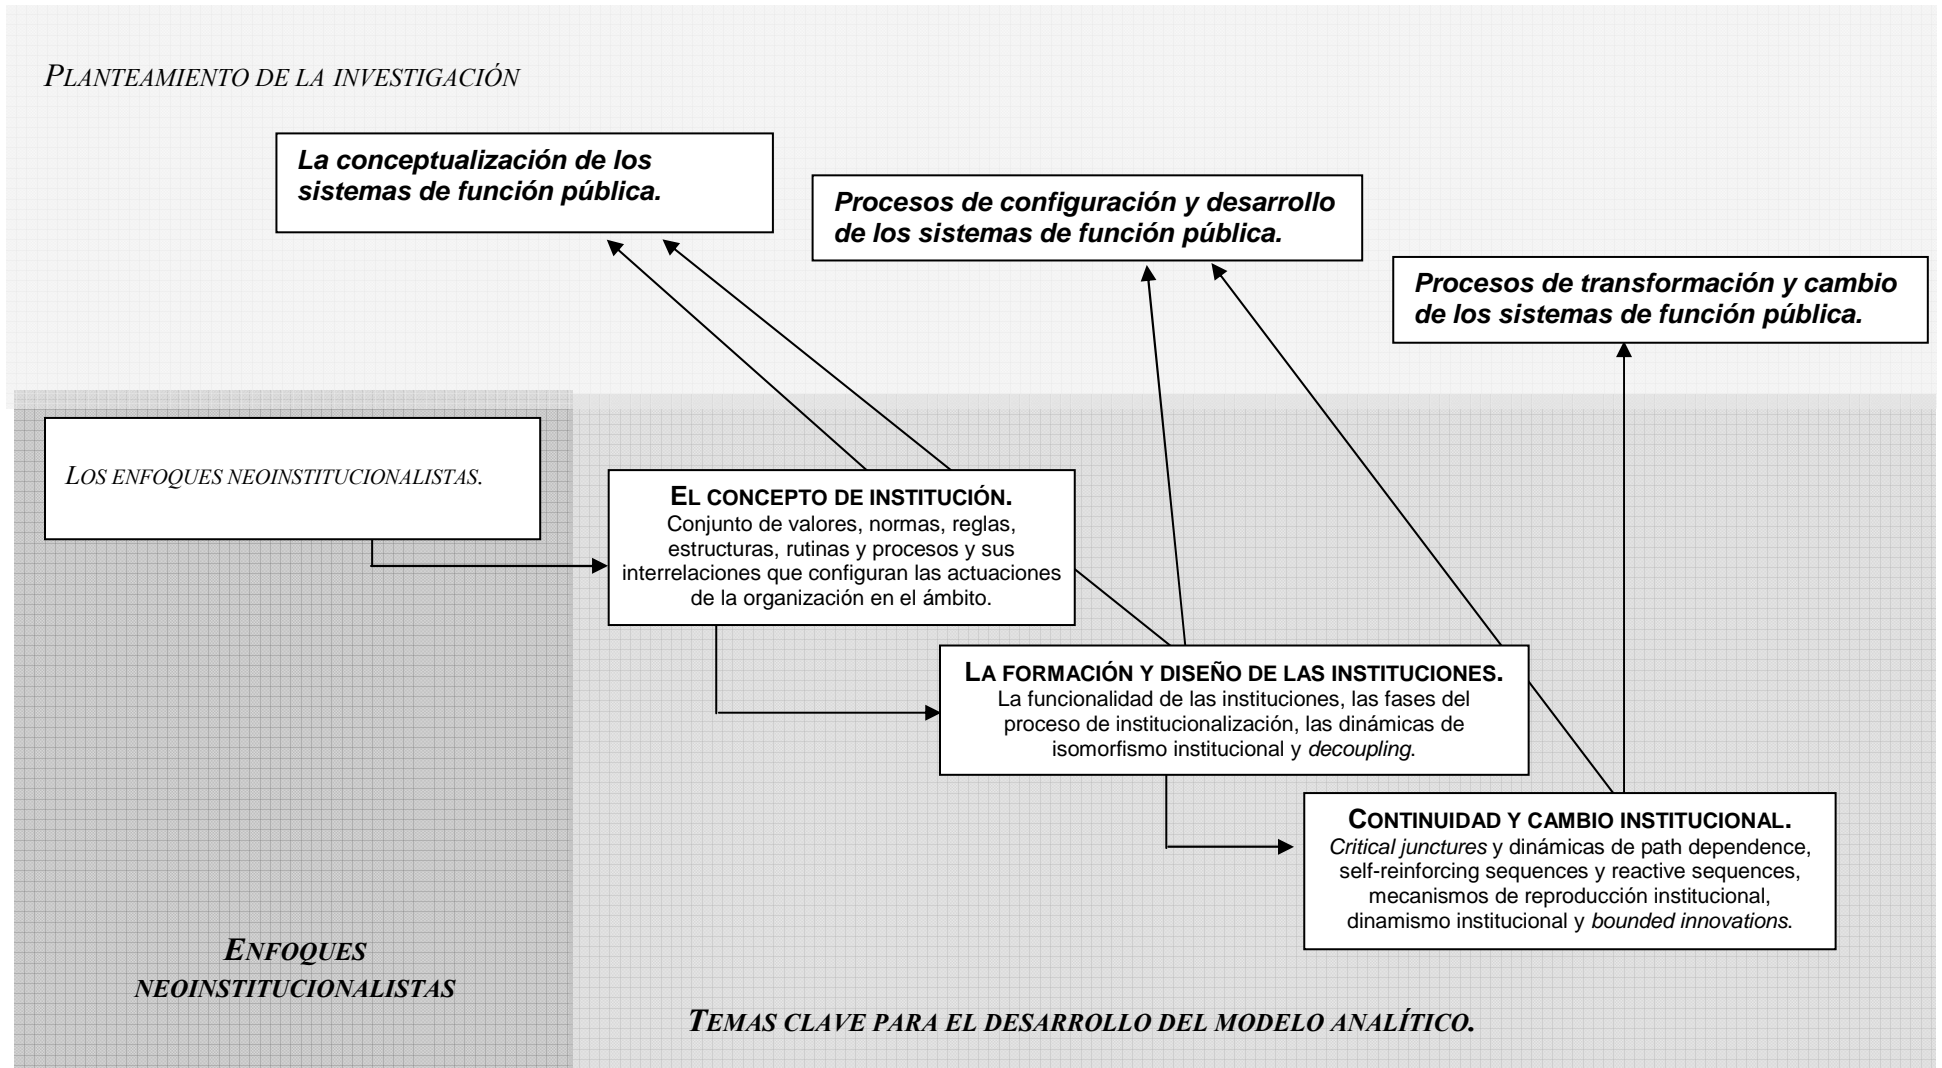 PLANTEAMIENTO DE LA INVESTIGACIÓN
La conceptualización de los
sistemas de función pública.
Procesos de configuración y desarrollo
de los sistemas de función pública.
Procesos de transformación y cambio
de los sistemas de función pública.
LOS ENFOQUES NEOINSTITUCIONALISTAS.
EL CONCEPTO DE INSTITUCIÓN.
Conjunto de valores, normas, reglas,
estructuras, rutinas y procesos y sus
interrelaciones que configuran las actuaciones
de la organización en el ámbito.
LA FORMACIÓN Y DISEÑO DE LAS INSTITUCIONES.
La funcionalidad de las instituciones, las fases del
proceso de institucionalización, las dinámicas de
isomorfismo institucional y decoupling.
CONTINUIDAD Y CAMBIO INSTITUCIONAL.
Critical junctures y dinámicas de path dependence,
self-reinforcing sequences y reactive sequences,
mecanismos de reproducción institucional,
dinamismo institucional y bounded innovations.
ENFOQUES
NEOINSTITUCIONALISTAS
TEMAS CLAVE PARA EL DESARROLLO DEL MODELO ANALÍTICO.